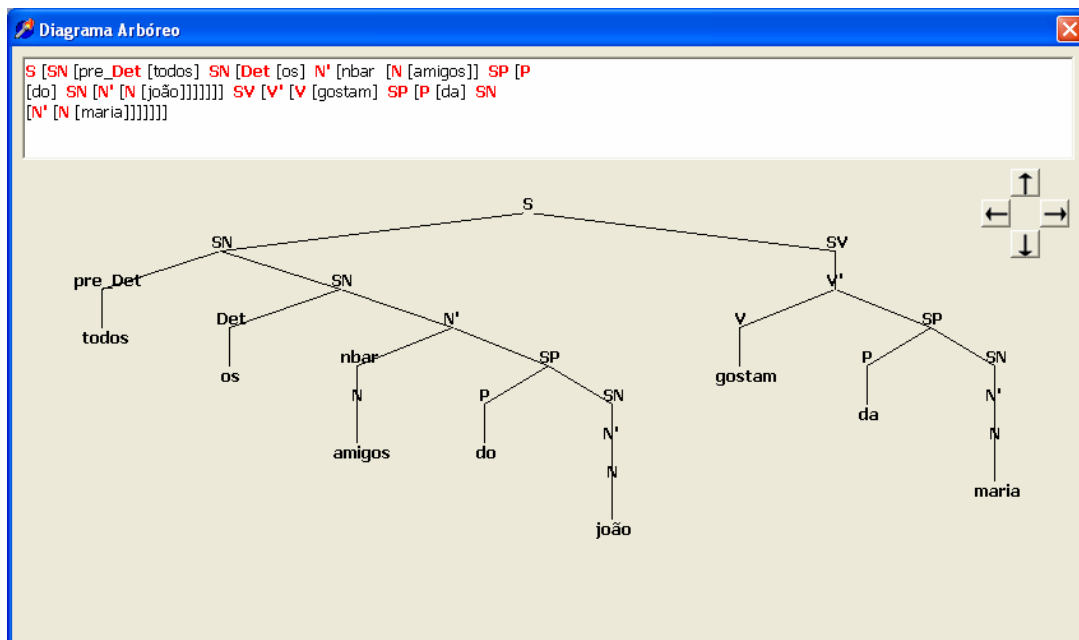 Diagrama Arbóreo
S [SN [pre_Det [todos] SN [Det [os] N' [nbar [N [amigos]] SP [P
[do] SN [N' [N [joão]]]]]]] SV [V' [V [gostam] SP [P [da] SN
[N' [N [maria]]]]]]]
S
SN SV
pre_Det SN V'
todos Det N' V SP
os nbar SP gostam P SN
N P SN da N'
amigos do N' N
N maria
joão